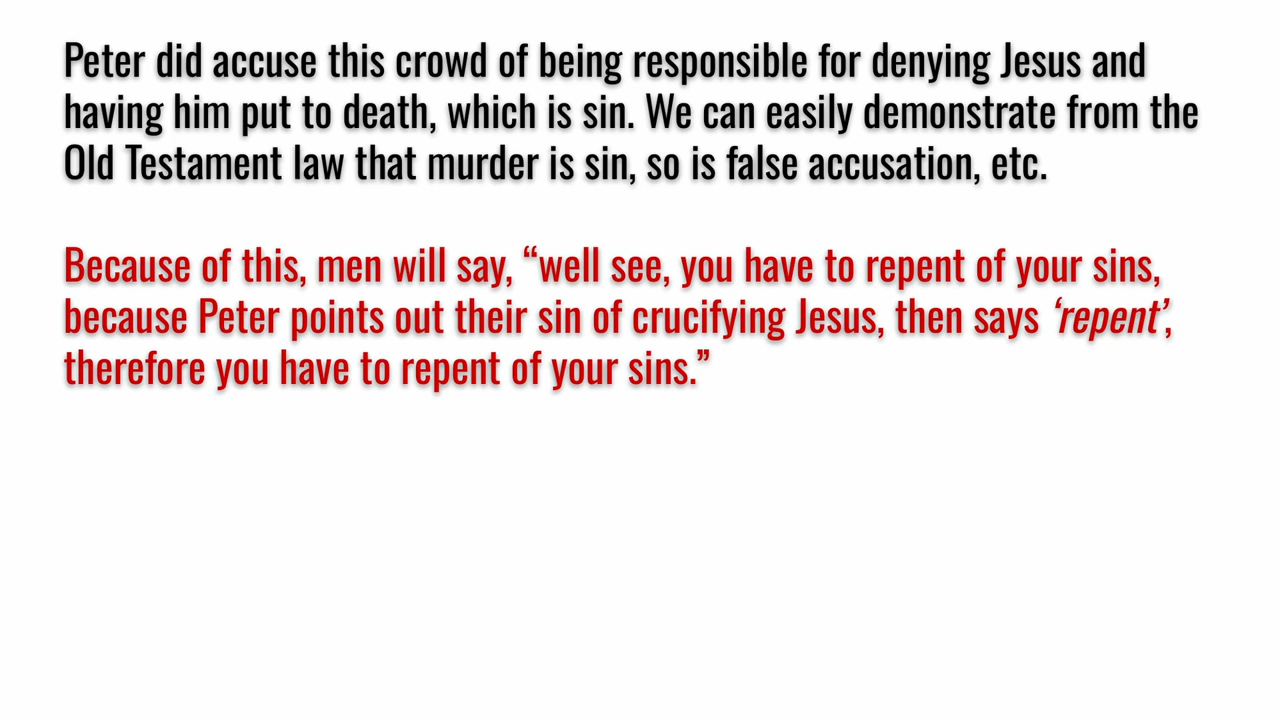 Peter did accuse this crowd of being responsible for denying Jesus and
having him put to death, which is sin. We can easily demonstrate from the
Old Testament law that murder is sin, so is false accusation, etc.
Because of this, men will say, “well see, you have to repent of your sins,
because Peter points out their sin of crucifying Jesus, then says ‘repent’,
therefore you have to repent of your sins.”